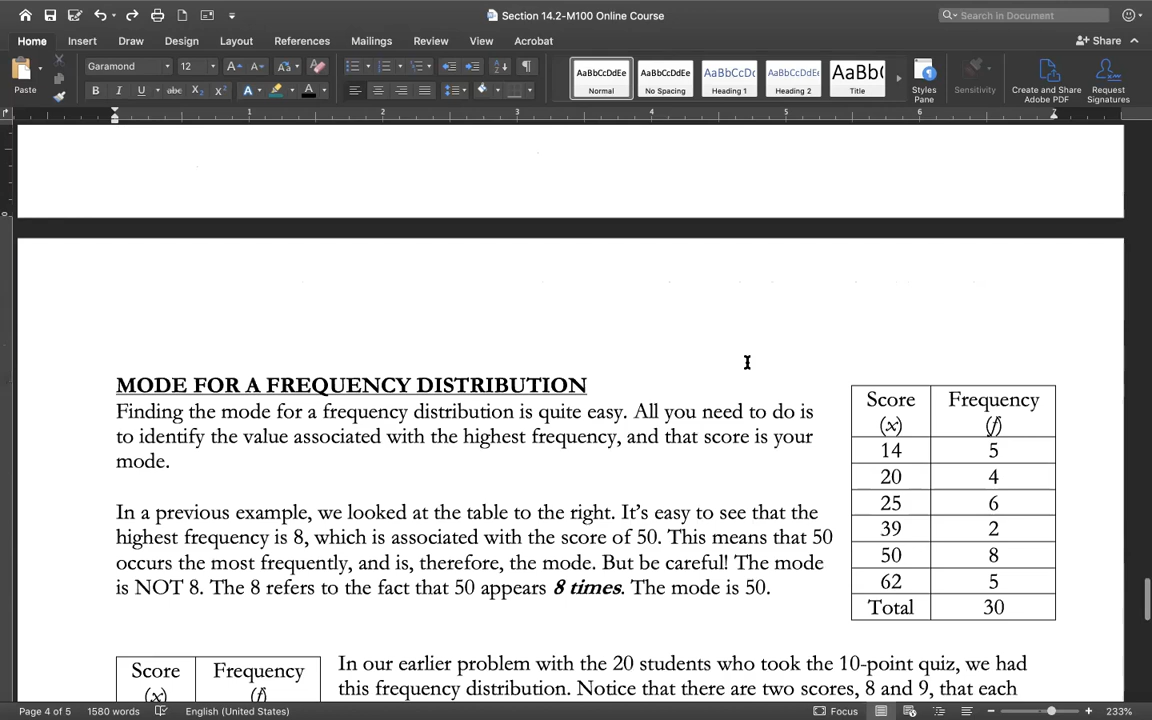 Section 14.2-M100 Online Course
Search in Document
Home Insert Draw Design Layout References Mailings Review View Acrobat
Share
Paste
Garamond 12
AaBbCcDdEe AaBbCcDdEe AaBbCcDc AaBbCcDdEe AaBb(
Normal No Spacing Heading 1 Heading 2 Title
Styles Pane
Sensitivity
Create and Share Adobe PDF
Request Signatures
1 2 3 4 5 6 7
MODE FOR A FREQUENCY DISTRIBUTION
Finding the mode for a frequency distribution is quite easy. All you need to do is
to identify the value associated with the highest frequency, and that score is your
mode.
In a previous example, we looked at the table to the right. It’s easy to see that the
highest frequency is 8, which is associated with the score of 50. This means that 50
occurs the most frequently, and is, therefore, the mode. But be careful! The mode
is NOT 8. The 8 refers to the fact that 50 appears 8 times. The mode is 50.
Score Frequency
(x) (f)
14 5
20 4
25 6
39 2
50 8
62 5
Total 30
Score Frequency
(x) (f)
In our earlier problem with the 20 students who took the 10-point quiz, we had
this frequency distribution. Notice that there are two scores, 8 and 9, that each
Page 4 of 5 1580 words English (United States) Focus 233%